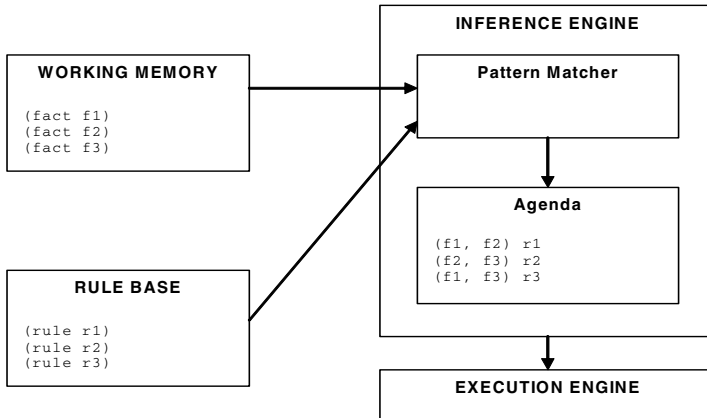 INFERENCE ENGINE
WORKING MEMORY
(fact f1)
(fact f2)
(fact f3)
Pattern Matcher
Agenda
(f1, f2) r1
(f2, f3) r2
(f1, f3) r3
RULE BASE
(rule r1)
(rule r2)
(rule r3)
EXECUTION ENGINE